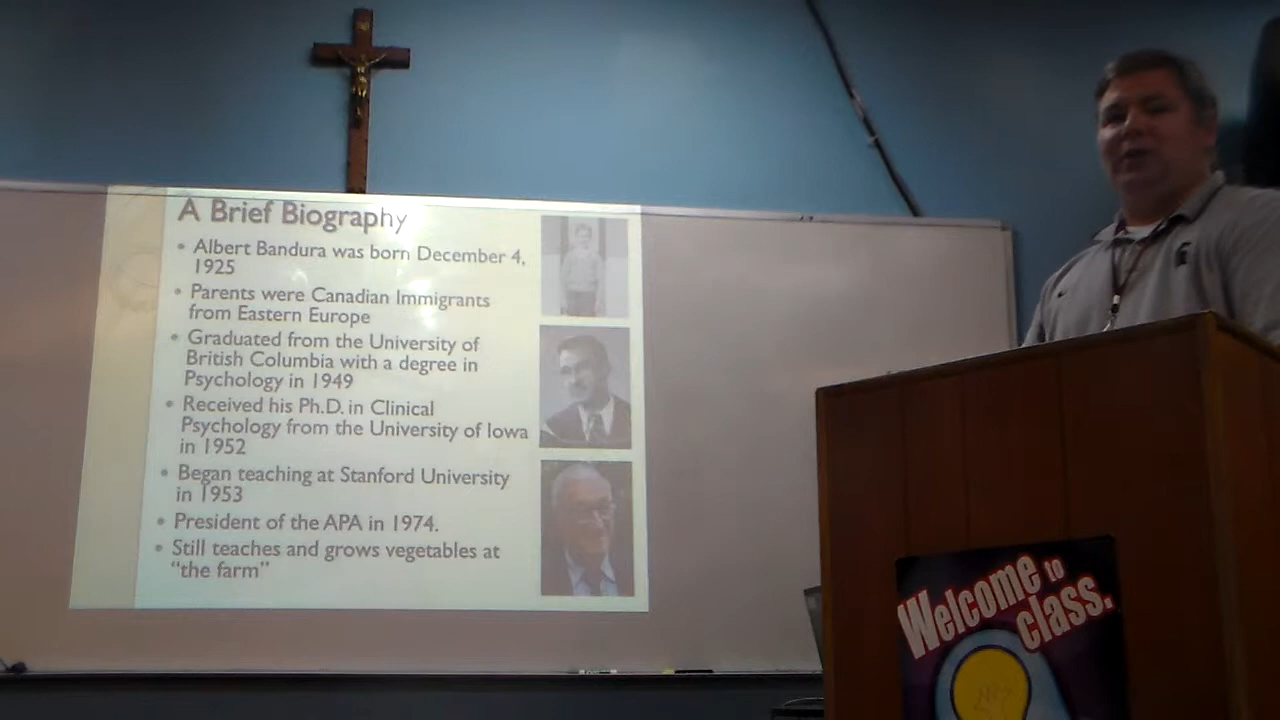 A Brief Biography
• Albert Bandura was born December 4,
1925
• Parents were Canadian Immigrants
from Eastern Europe
• Graduated from the University of
British Columbia with a degree in
Psychology in 1949
• Received his Ph.D. in Clinical
Psychology from the University of Iowa
in 1952
• Began teaching at Stanford University
in 1953
• President of the APA in 1974.
• Still teaches and grows vegetables at
“the farm”
Welcome to
class.